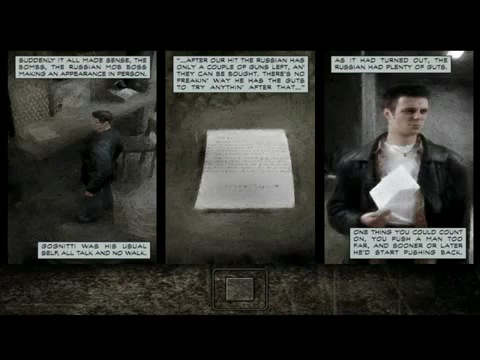 SUDDENLY IT ALL MADE SENSE, THE
BOMBS, THE RUSSIAN MOB BOSS
MAKING AN APPEARANCE IN PERSON.
GOGNITTI WAS HIS USUAL
SELF, ALL TALK AND NO WALK.
"...AFTER OUR HIT THE RUSSIAN HAS
ONLY A COUPLE OF GUNS LEFT, AN'
THEY CAN BE BOUGHT. THERE'S NO
FREAKIN' WAY HE HAS THE GUTS
TO TRY ANYTHIN' AFTER THAT..."
AS IT HAD TURNED OUT, THE
RUSSIAN HAD PLENTY OF GUTS.
ONE THING YOU COULD COUNT
ON, YOU PUSH A MAN TOO
FAR, AND SOONER OR LATER
HE'D START PUSHING BACK.